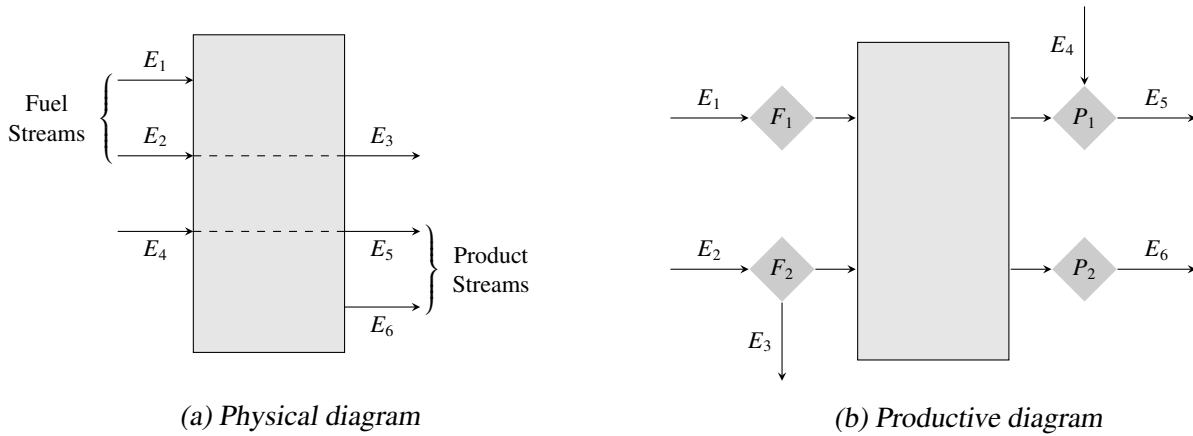 E₁
Fuel
Streams
E₂
E₃
E₄
E₅
Product
Streams
E₆
(a) Physical diagram
E₄
E₁
F₁
P₁
E₅
E₂
F₂
P₂
E₆
E₃
(b) Productive diagram